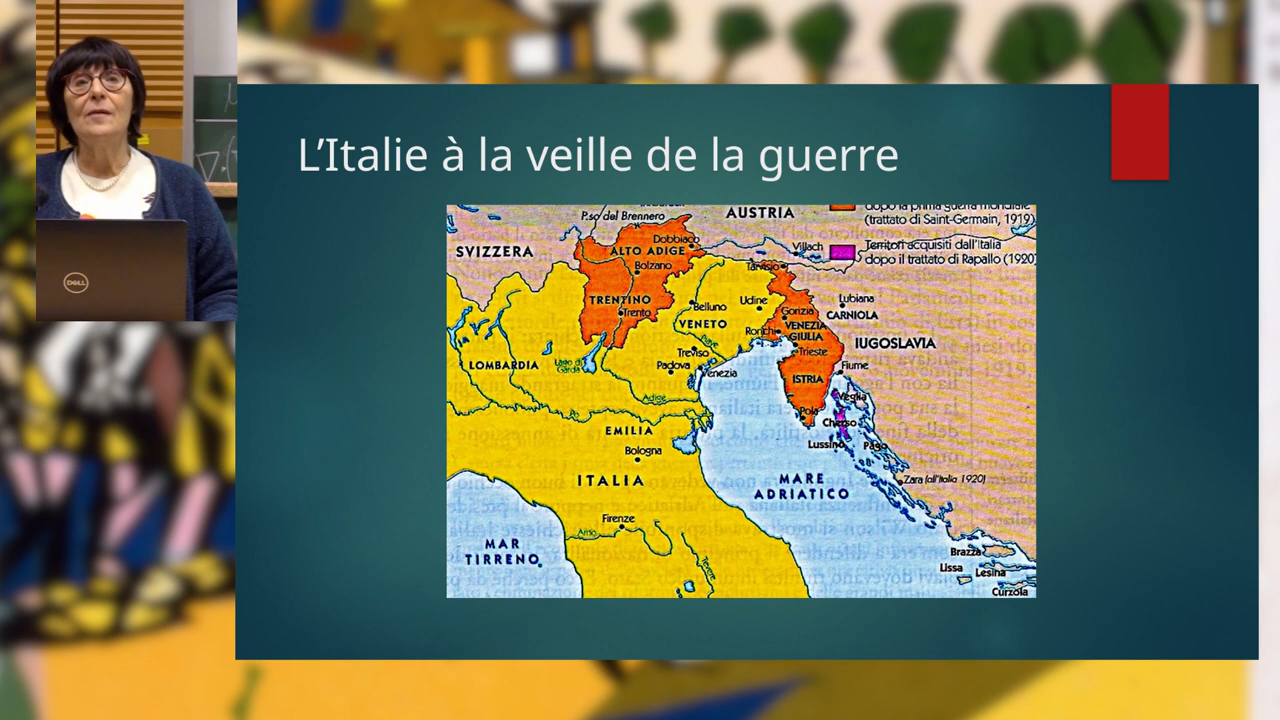 L'Italie à la veille de la guerre
P.so del Brennero
AUSTRIA
dopo la prima guerra mondiale
(trattato di Saint-Germain, 1919)
Dobbiaco
Villach
Territori acquisiti dall'Italia
dopo il trattato di Rapallo (1920)
SVIZZERA
ALTO ADIGE
Bolzano
Tarvisio
TRENTINO
Trento
Belluno
Udine
Lubiana
Gorizia
CARNIOLA
VENETO
Ronchi
VENEZIA
GIULIA
IUGOSLAVIA
Piave
Treviso
Trieste
LOMBARDIA
Lago di
Garda
Padova
Venezia
Fiume
ISTRIA
Adige
Veglia
Po
Pola
Cherso
EMILIA
Lussino
Pago
Bologna
ITALIA
MARE
ADRIATICO
Zara (all'Italia 1920)
Firenze
Arno
MAR
TIRRENO
Tevere
Brazza
Lissa
Lesina
Curzola
DELL